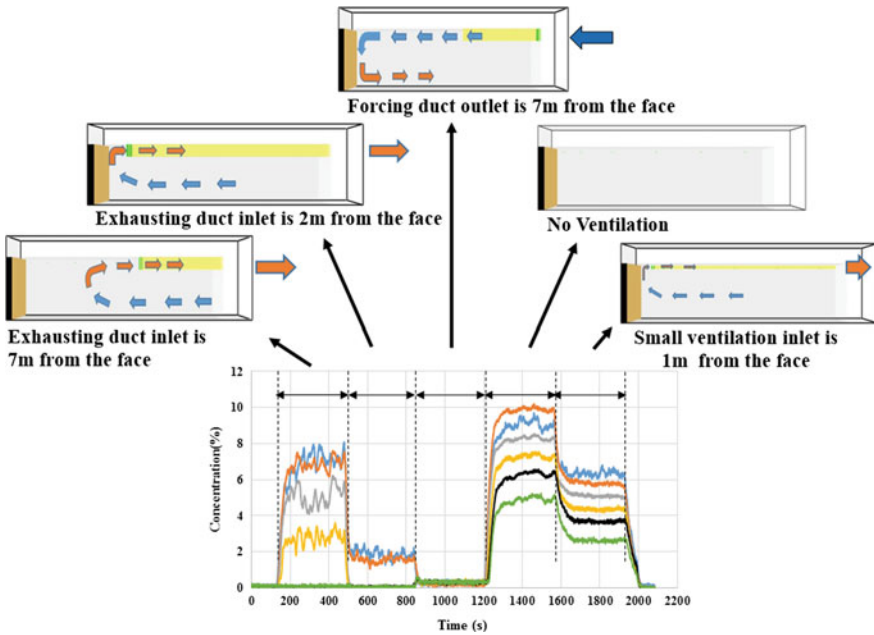 Forcing duct outlet is 7m from the face
Exhausting duct inlet is 2m from the face
No Ventilation
Exhausting duct inlet is
7m from the face
Small ventilation inlet is
1m from the face
12
10
8
6
4
2
0
Concentration(%)
0 200 400 600 800 1000 1200 1400 1600 1800 2000 2200
Time (s)